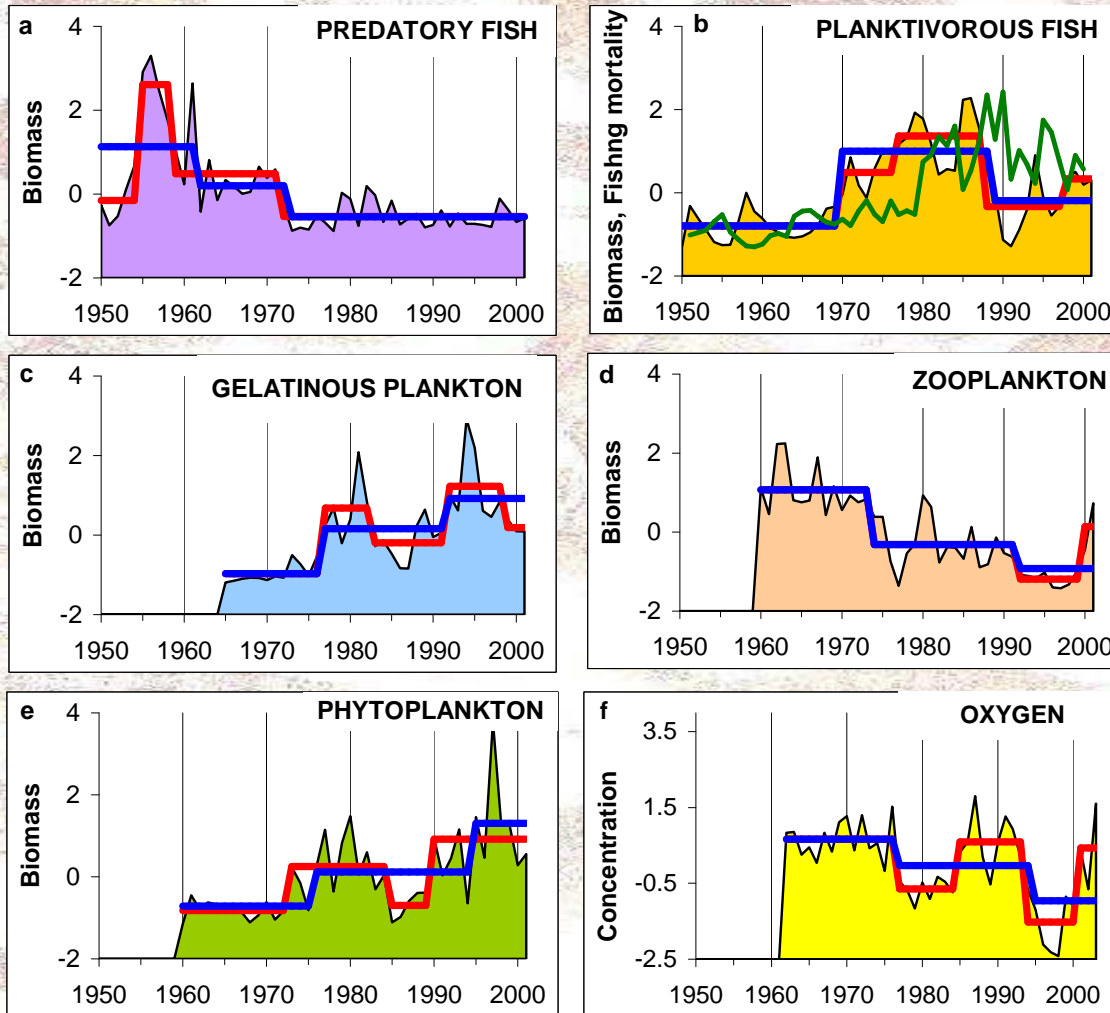 a
PREDATORY FISH
Biomass
4
2
0
-2
1950 1960 1970 1980 1990 2000
b
PLANKTIVOROUS FISH
Biomass, Fishng mortality
4
2
0
-2
1950 1960 1970 1980 1990 2000
c
GELATINOUS PLANKTON
Biomass
4
2
0
-2
1950 1960 1970 1980 1990 2000
d
ZOOPLANKTON
Biomass
4
2
0
-2
1950 1960 1970 1980 1990 2000
e
PHYTOPLANKTON
Biomass
4
2
0
-2
1950 1960 1970 1980 1990 2000
f
OXYGEN
Concentration
3.5
1.5
-0.5
-2.5
1950 1960 1970 1980 1990 2000